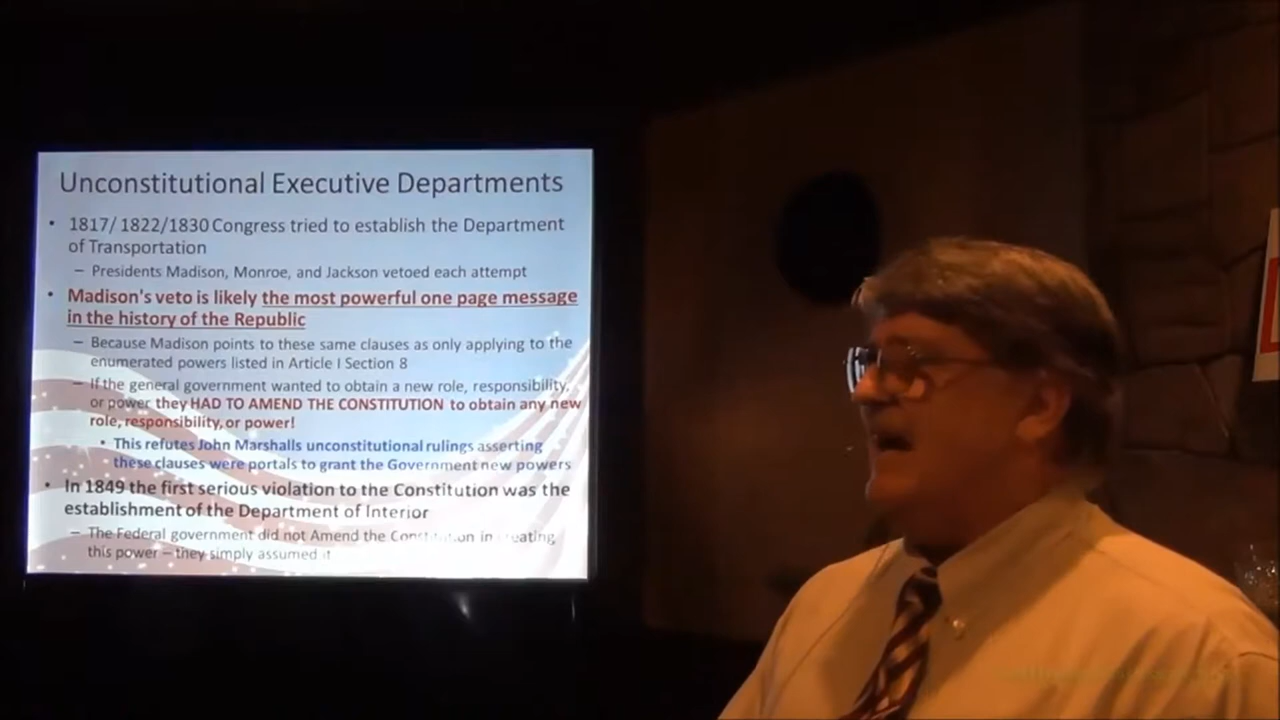 Unconstitutional Executive Departments
• 1817/ 1822/1830 Congress tried to establish the Department
of Transportation
– Presidents Madison, Monroe, and Jackson vetoed each attempt
• Madison's veto is likely the most powerful one page message
in the history of the Republic
– Because Madison points to these same clauses as only applying to the
enumerated powers listed in Article I Section 8
– If the general government wanted to obtain a new role, responsibility,
or power they HAD TO AMEND THE CONSTITUTION to obtain any new
role, responsibility, or power!
• This refutes John Marshalls unconstitutional rulings asserting
these clauses were portals to grant the Government new powers
• In 1849 the first serious violation to the Constitution was the
establishment of the Department of Interior
– The Federal government did not Amend the Constitution in creating
this power – they simply assumed it